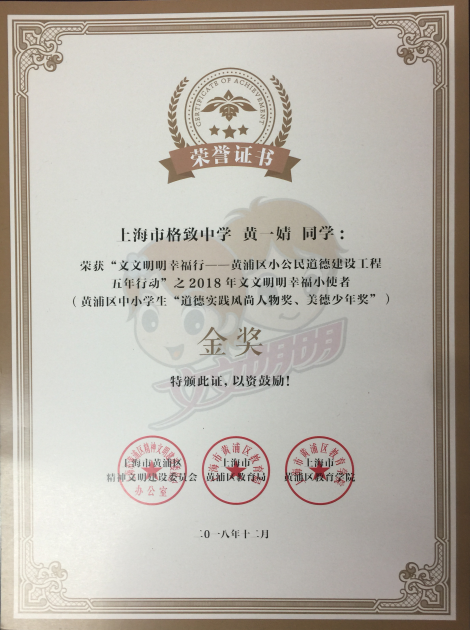 CERTIFICATE OF ACHIEVEMENT
荣誉证书
上海市格致中学 黄一婧 同学：
荣获“文文明明幸福行——黄浦区小公民道德建设工程
五年行动”之2018年文文明明幸福小使者
（黄浦区中小学生“道德实践风尚人物奖、美德少年奖”）
金奖
文文明明
特颁此证，以资鼓励！
上海市黄浦区 上海市 上海市
精神文明建设委员会 黄浦区教育局 黄浦区教育学院
二〇一八年十二月